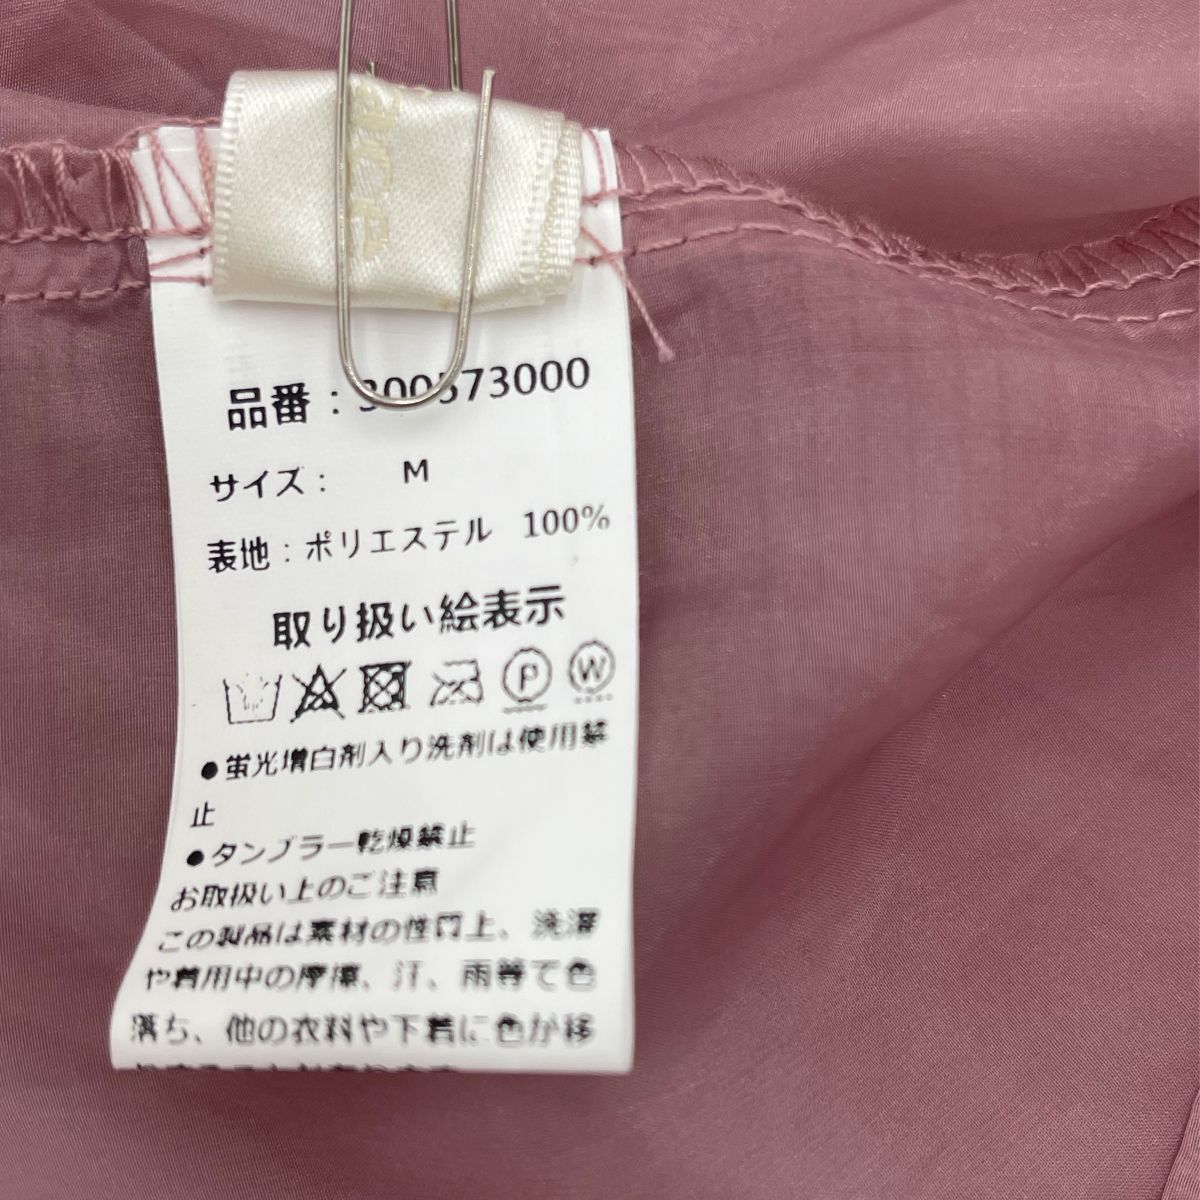 品番：300573000
サイズ： M
表地：ポリエステル 100%
取り扱い絵表示
P W
●蛍光増白剤入り洗剤は使用禁
止
●タンブラー乾燥禁止
お取扱い上のご注意
この製品は素材の性質上、洗濯
や着用中の摩擦、汗、雨等で色
落ち、他の衣料や下着に色が移